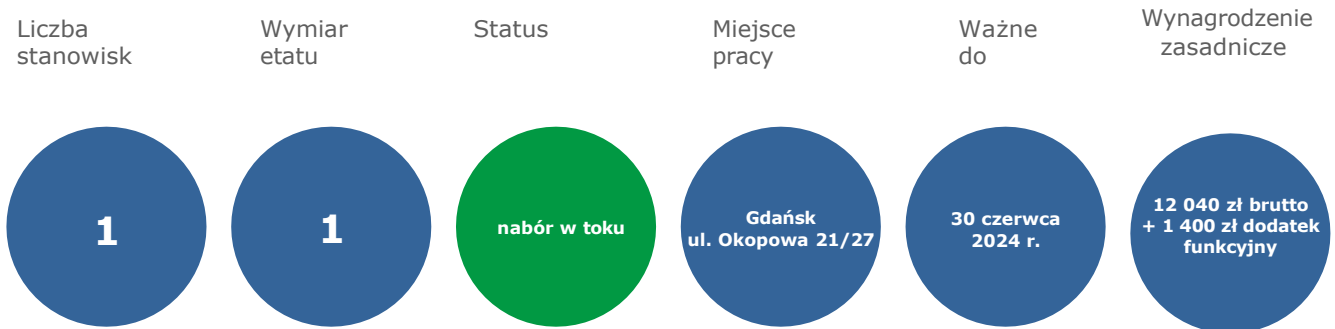 Liczba
stanowisk
Wymiar
etatu
Status
Miejsce
pracy
Ważne
do
Wynagrodzenie
zasadnicze
1
1
nabór w toku
Gdańsk
ul. Okopowa 21/27
30 czerwca
2024 r.
12 040 zł brutto
+ 1 400 zł dodatek
funkcyjny